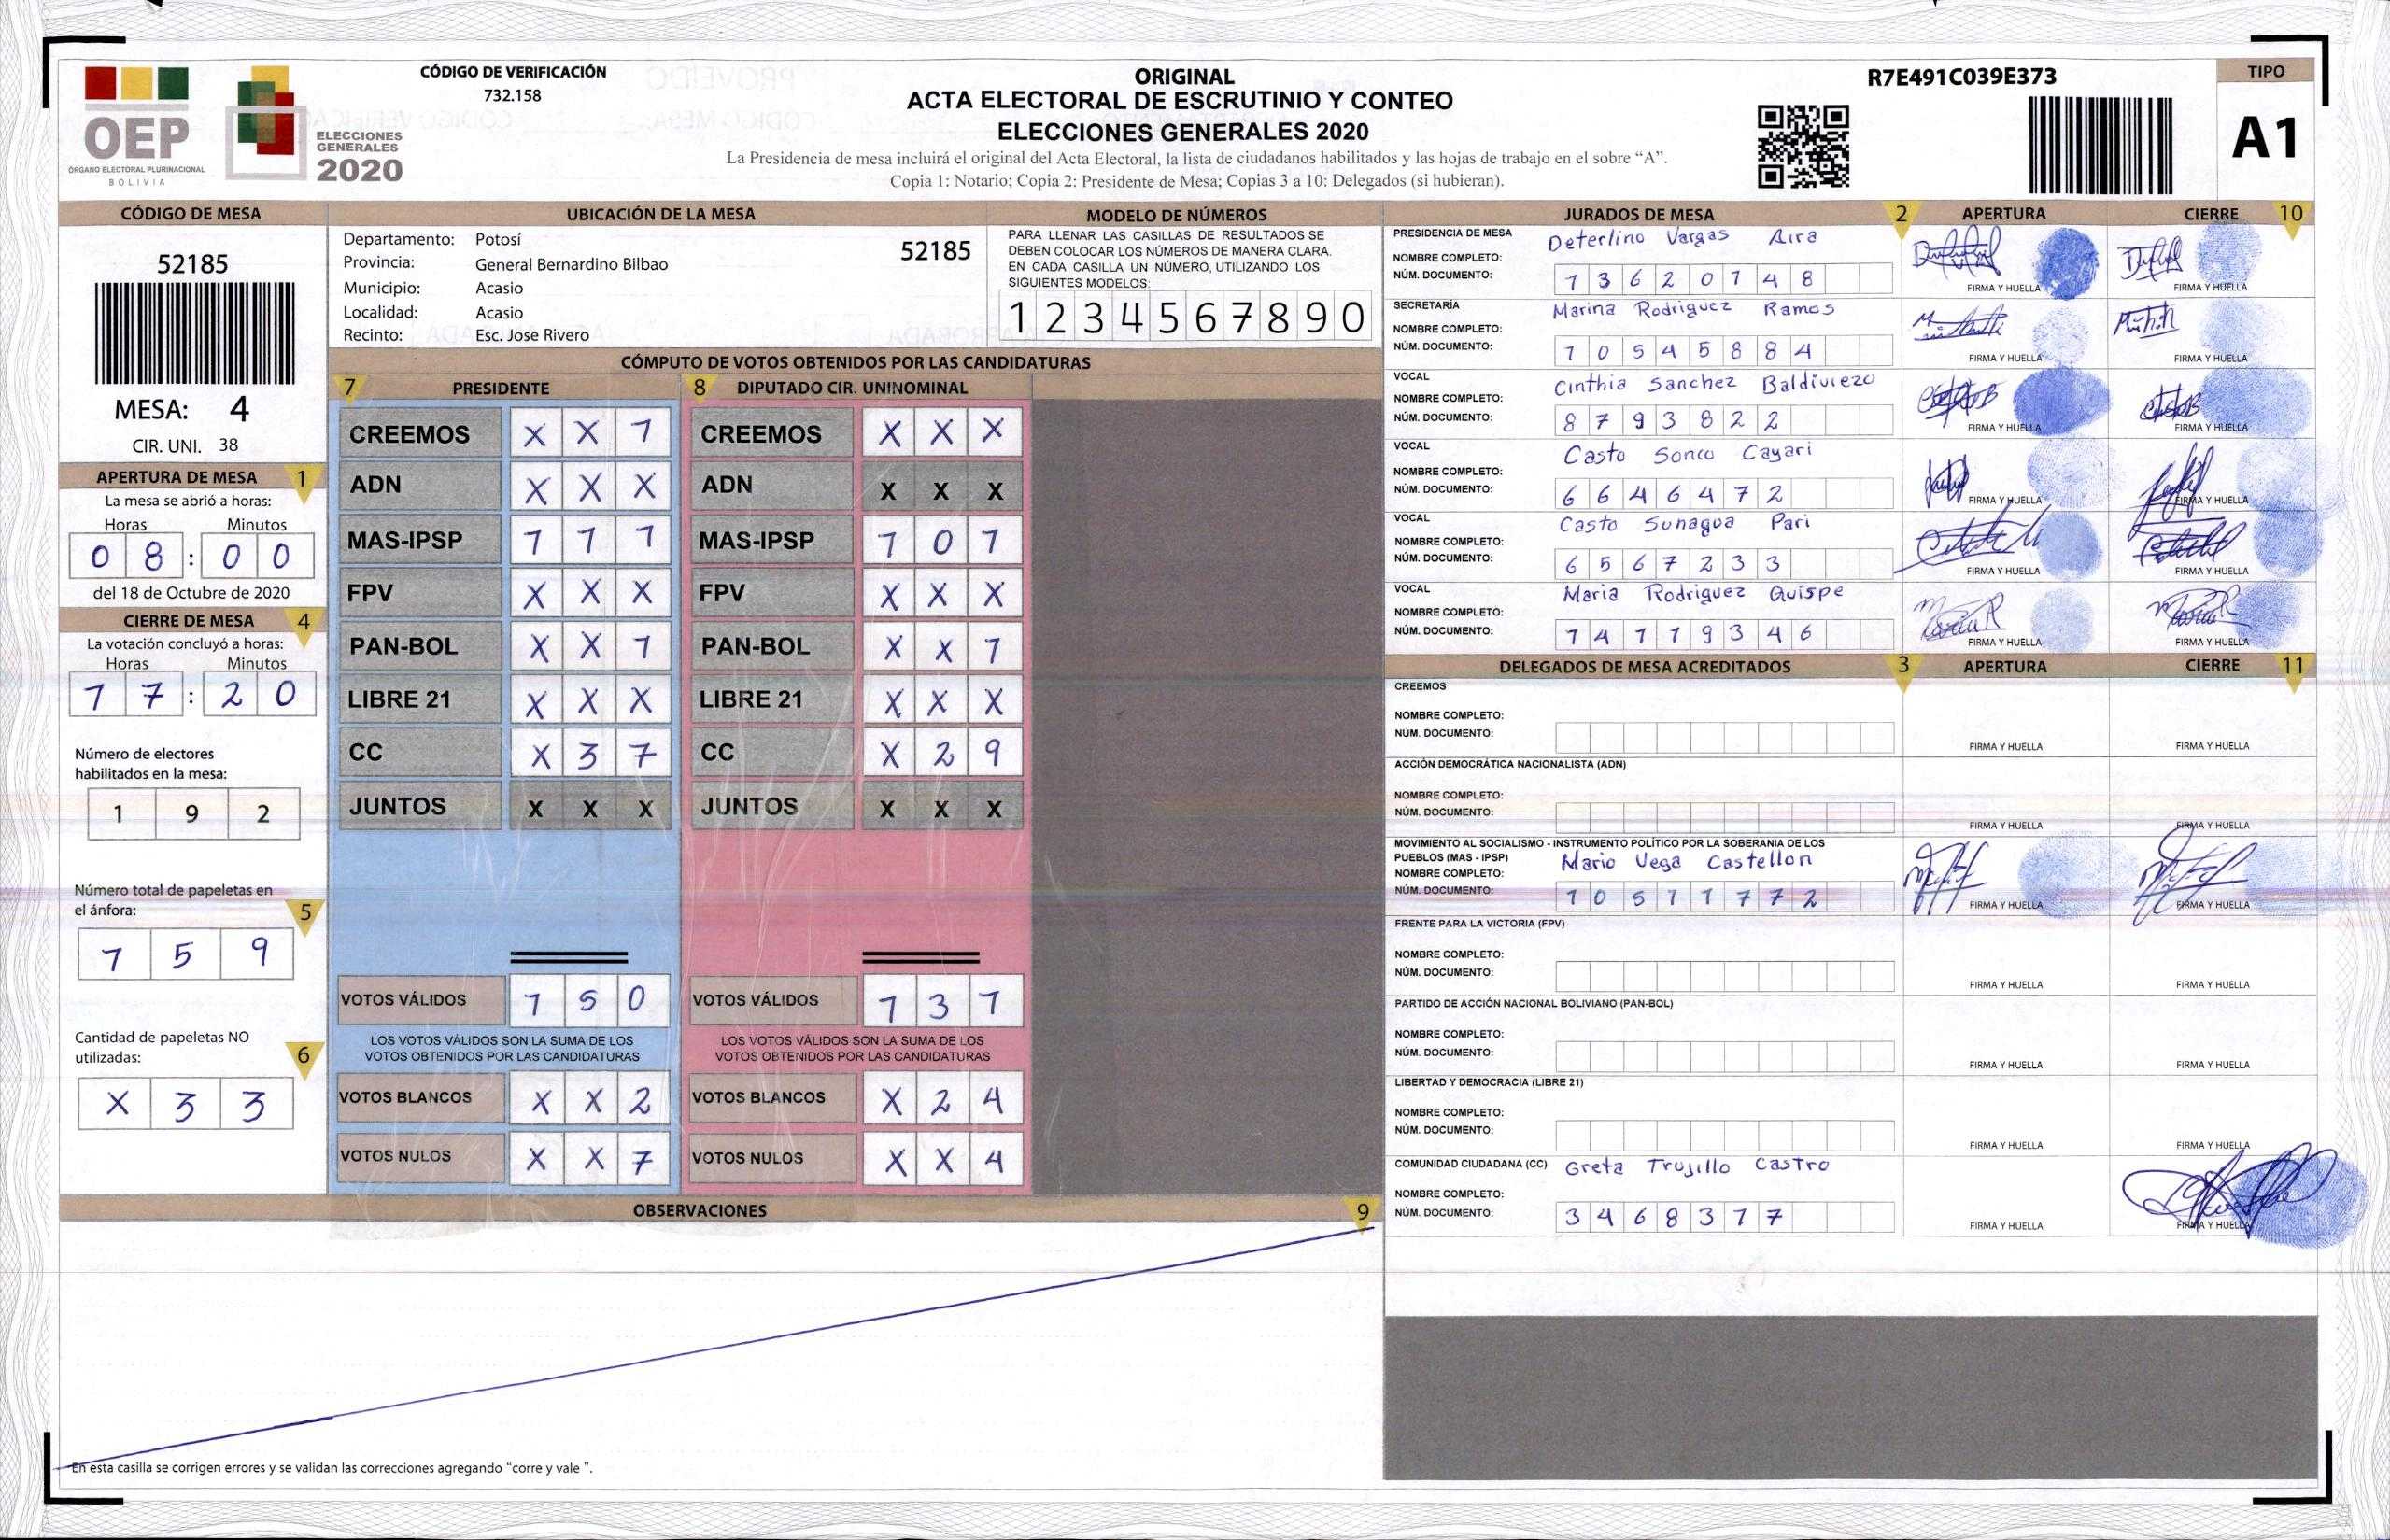 CÓDIGO DE VERIFICACIÓN
732.158
OEP
ÓRGANO ELECTORAL PLURINACIONAL
BOLIVIA
ELECCIONES
GENERALES
2020
ORIGINAL
ACTA ELECTORAL DE ESCRUTINIO Y CONTEO
ELECCIONES GENERALES 2020
La Presidencia de mesa incluirá el original del Acta Electoral, la lista de ciudadanos habilitados y las hojas de trabajo en el sobre “A”.
Copia 1: Notario; Copia 2: Presidente de Mesa; Copias 3 a 10: Delegados (si hubieran).
R7E491C039E373
TIPO
A1
CÓDIGO DE MESA
52185
MESA: 4
CIR. UNI. 38
APERTURA DE MESA 1
La mesa se abrió a horas:
Horas Minutos
0 8 : 0 0
del 18 de Octubre de 2020
CIERRE DE MESA 4
La votación concluyó a horas:
Horas Minutos
1 7 : 2 0
Número de electores
habilitados en la mesa:
1 9 2
Número total de papeletas en
el ánfora: 5
1 5 9
Cantidad de papeletas NO
utilizadas: 6
X 3 3
UBICACIÓN DE LA MESA
Departamento: Potosí
52185
Provincia: General Bernardino Bilbao
Municipio: Acasio
Localidad: Acasio
Recinto: Esc. Jose Rivero
MODELO DE NÚMEROS
PARA LLENAR LAS CASILLAS DE RESULTADOS SE
DEBEN COLOCAR LOS NÚMEROS DE MANERA CLARA.
EN CADA CASILLA UN NÚMERO, UTILIZANDO LOS
SIGUIENTES MODELOS:
1 2 3 4 5 6 7 8 9 0
CÓMPUTO DE VOTOS OBTENIDOS POR LAS CANDIDATURAS
7 PRESIDENTE 8 DIPUTADO CIR. UNINOMINAL
CREEMOS X X 1 CREEMOS X X X
ADN X X X ADN X X X
MAS-IPSP 1 1 1 MAS-IPSP 1 0 1
FPV X X X FPV X X X
PAN-BOL X X 1 PAN-BOL X X 1
LIBRE 21 X X X LIBRE 21 X X X
CC X 3 7 CC X 2 9
JUNTOS X X X JUNTOS X X X
VOTOS VÁLIDOS 1 5 0 VOTOS VÁLIDOS 1 3 1
LOS VOTOS VÁLIDOS SON LA SUMA DE LOS
VOTOS OBTENIDOS POR LAS CANDIDATURAS
LOS VOTOS VÁLIDOS SON LA SUMA DE LOS
VOTOS OBTENIDOS POR LAS CANDIDATURAS
VOTOS BLANCOS X X 2 VOTOS BLANCOS X 2 4
VOTOS NULOS X X 7 VOTOS NULOS X X 4
OBSERVACIONES 9
En esta casilla se corrigen errores y se validan las correcciones agregando “corre y vale ”.
JURADOS DE MESA 2 APERTURA CIERRE 10
PRESIDENCIA DE MESA
NOMBRE COMPLETO: Deterlino Vargas Aira
NÚM. DOCUMENTO: 1 3 6 2 0 1 4 8
FIRMA Y HUELLA FIRMA Y HUELLA
SECRETARÍA
NOMBRE COMPLETO: Marina Rodriguez Ramos
NÚM. DOCUMENTO: 1 0 5 4 5 8 8 4
FIRMA Y HUELLA FIRMA Y HUELLA
VOCAL
NOMBRE COMPLETO: Cinthia Sanchez Baldiviezo
NÚM. DOCUMENTO: 8 7 9 3 8 2 2
FIRMA Y HUELLA FIRMA Y HUELLA
VOCAL
NOMBRE COMPLETO: Casto Sonco Cayari
NÚM. DOCUMENTO: 6 6 4 6 4 7 2
FIRMA Y HUELLA FIRMA Y HUELLA
VOCAL
NOMBRE COMPLETO: Casto Sunagua Pari
NÚM. DOCUMENTO: 6 5 6 7 2 3 3
FIRMA Y HUELLA FIRMA Y HUELLA
VOCAL
NOMBRE COMPLETO: Maria Rodriguez Quispe
NÚM. DOCUMENTO: 1 4 1 1 9 3 4 6
FIRMA Y HUELLA FIRMA Y HUELLA
DELEGADOS DE MESA ACREDITADOS 3 APERTURA CIERRE 11
CREEMOS
NOMBRE COMPLETO:
NÚM. DOCUMENTO:
FIRMA Y HUELLA FIRMA Y HUELLA
ACCIÓN DEMOCRÁTICA NACIONALISTA (ADN)
NOMBRE COMPLETO:
NÚM. DOCUMENTO:
FIRMA Y HUELLA FIRMA Y HUELLA
MOVIMIENTO AL SOCIALISMO - INSTRUMENTO POLÍTICO POR LA SOBERANIA DE LOS
PUEBLOS (MAS - IPSP)
NOMBRE COMPLETO: Mario Vega Castellon
NÚM. DOCUMENTO: 1 0 5 1 1 7 7 2
FIRMA Y HUELLA FIRMA Y HUELLA
FRENTE PARA LA VICTORIA (FPV)
NOMBRE COMPLETO:
NÚM. DOCUMENTO:
FIRMA Y HUELLA FIRMA Y HUELLA
PARTIDO DE ACCIÓN NACIONAL BOLIVIANO (PAN-BOL)
NOMBRE COMPLETO:
NÚM. DOCUMENTO:
FIRMA Y HUELLA FIRMA Y HUELLA
LIBERTAD Y DEMOCRACIA (LIBRE 21)
NOMBRE COMPLETO:
NÚM. DOCUMENTO:
FIRMA Y HUELLA FIRMA Y HUELLA
COMUNIDAD CIUDADANA (CC) Greta Trujillo Castro
NOMBRE COMPLETO:
NÚM. DOCUMENTO: 3 4 6 8 3 1 7
FIRMA Y HUELLA FIRMA Y HUELLA